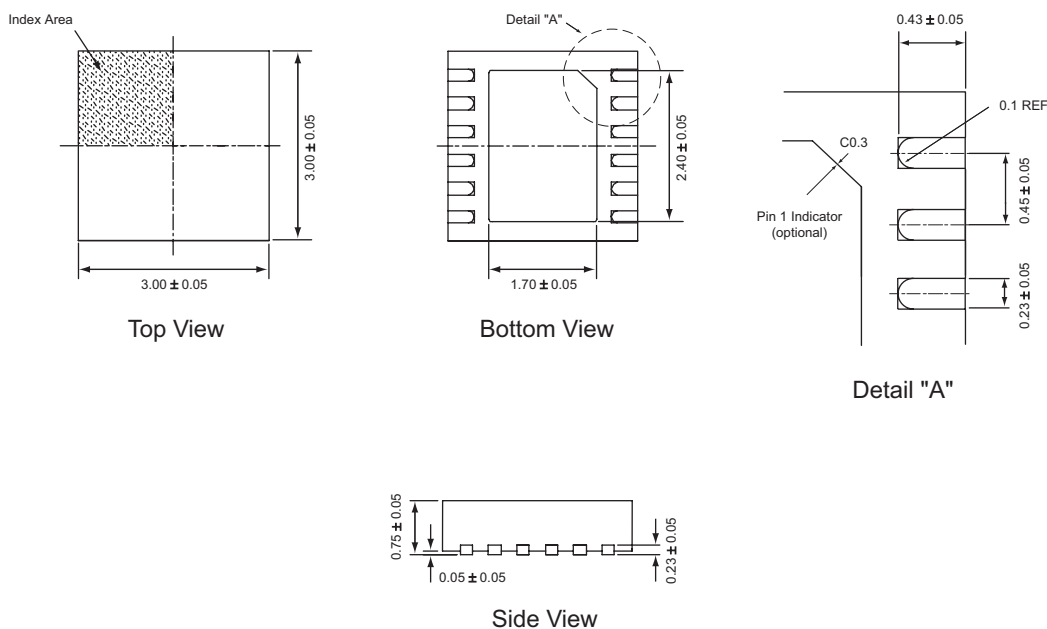 Index Area
3.00 ± 0.05
3.00 ± 0.05
Top View
Detail "A"
2.40 ± 0.05
1.70 ± 0.05
Bottom View
0.43 ± 0.05
0.1 REF
C0.3
0.45 ± 0.05
Pin 1 Indicator
(optional)
0.23 ± 0.05
Detail "A"
0.75 ± 0.05
0.05 ± 0.05
0.23 ± 0.05
Side View